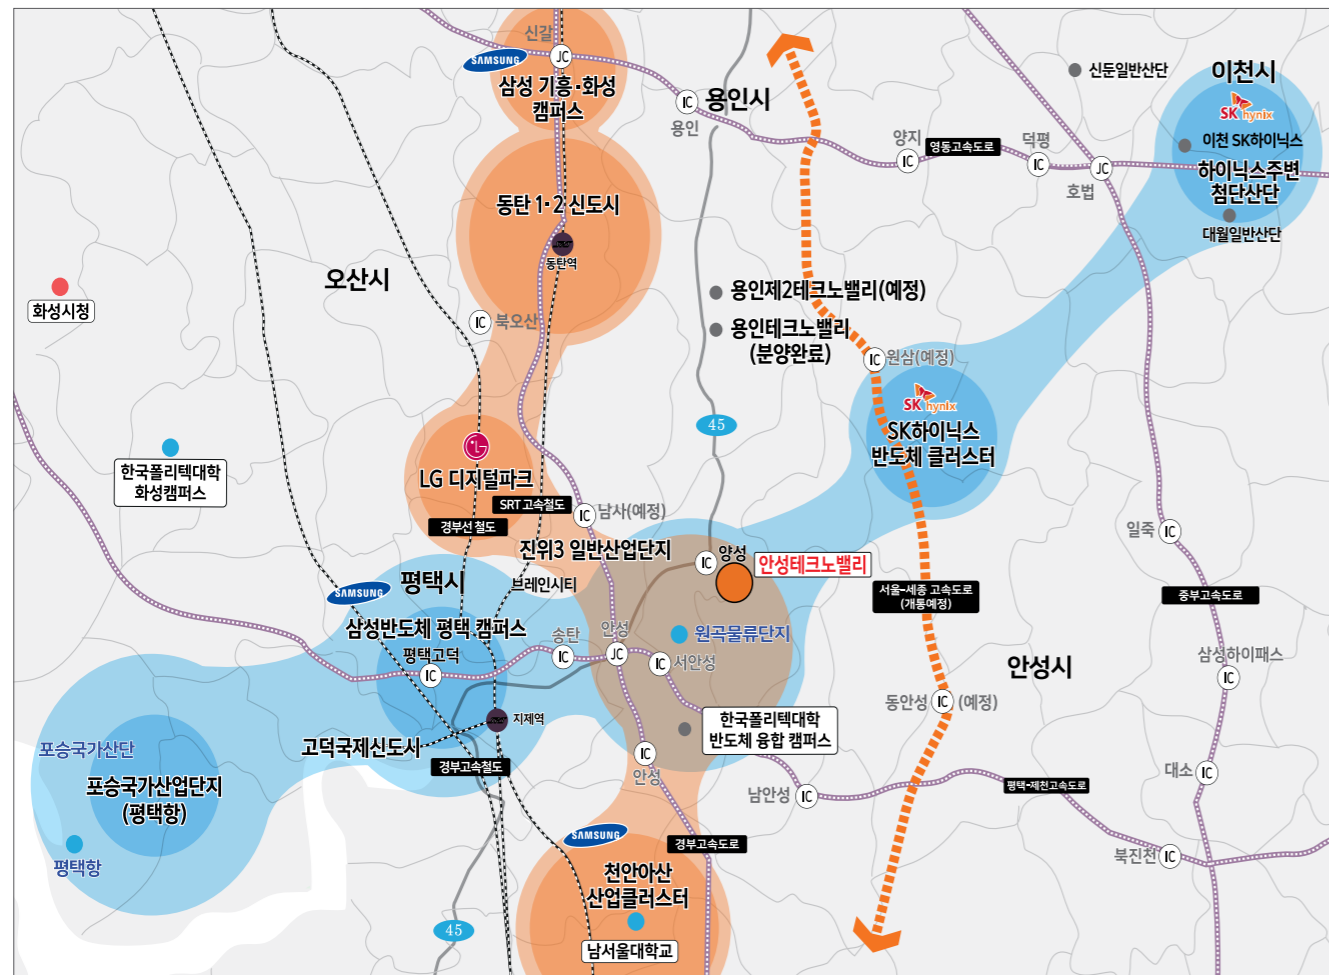 신갈
JC
SAMSUNG
삼성 기흥·화성
캠퍼스
IC
용인
용인시
신둔일반산단
이천시
SK hynix
이천 SK하이닉스
하이닉스주변
첨단산단
대월일반산단
양지
IC
영동고속도로
덕평
IC
JC
호법
동탄 1·2 신도시
동탄역
오산시
화성시청
IC
북오산
용인제2테크노밸리(예정)
용인테크노밸리
(분양완료)
IC
원삼(예정)
SK hynix
SK하이닉스
반도체 클러스터
45
LG 디지털파크
한국폴리텍대학
화성캠퍼스
SRT 고속철도
경부선 철도
IC
남사(예정)
일죽
IC
진위3 일반산업단지
IC
양성
안성테크노밸리
평택시
브레인시티
SAMSUNG
서울-세종 고속도로
(개통예정)
중부고속도로
삼성반도체 평택 캠퍼스
평택고덕
IC
송탄
IC
안성
JC
IC
서안성
원곡물류단지
안성시
삼성하이패스
IC
동안성
IC
(예정)
지제역
고덕국제신도시
한국폴리텍대학
반도체 융합 캠퍼스
경부고속철도
IC
안성
포승국가산단
포승국가산업단지
(평택항)
평택항
남안성
IC
평택-제천고속도로
대소
IC
SAMSUNG
경부고속도로
북진천
IC
천안아산
산업클러스터
남서울대학교
45